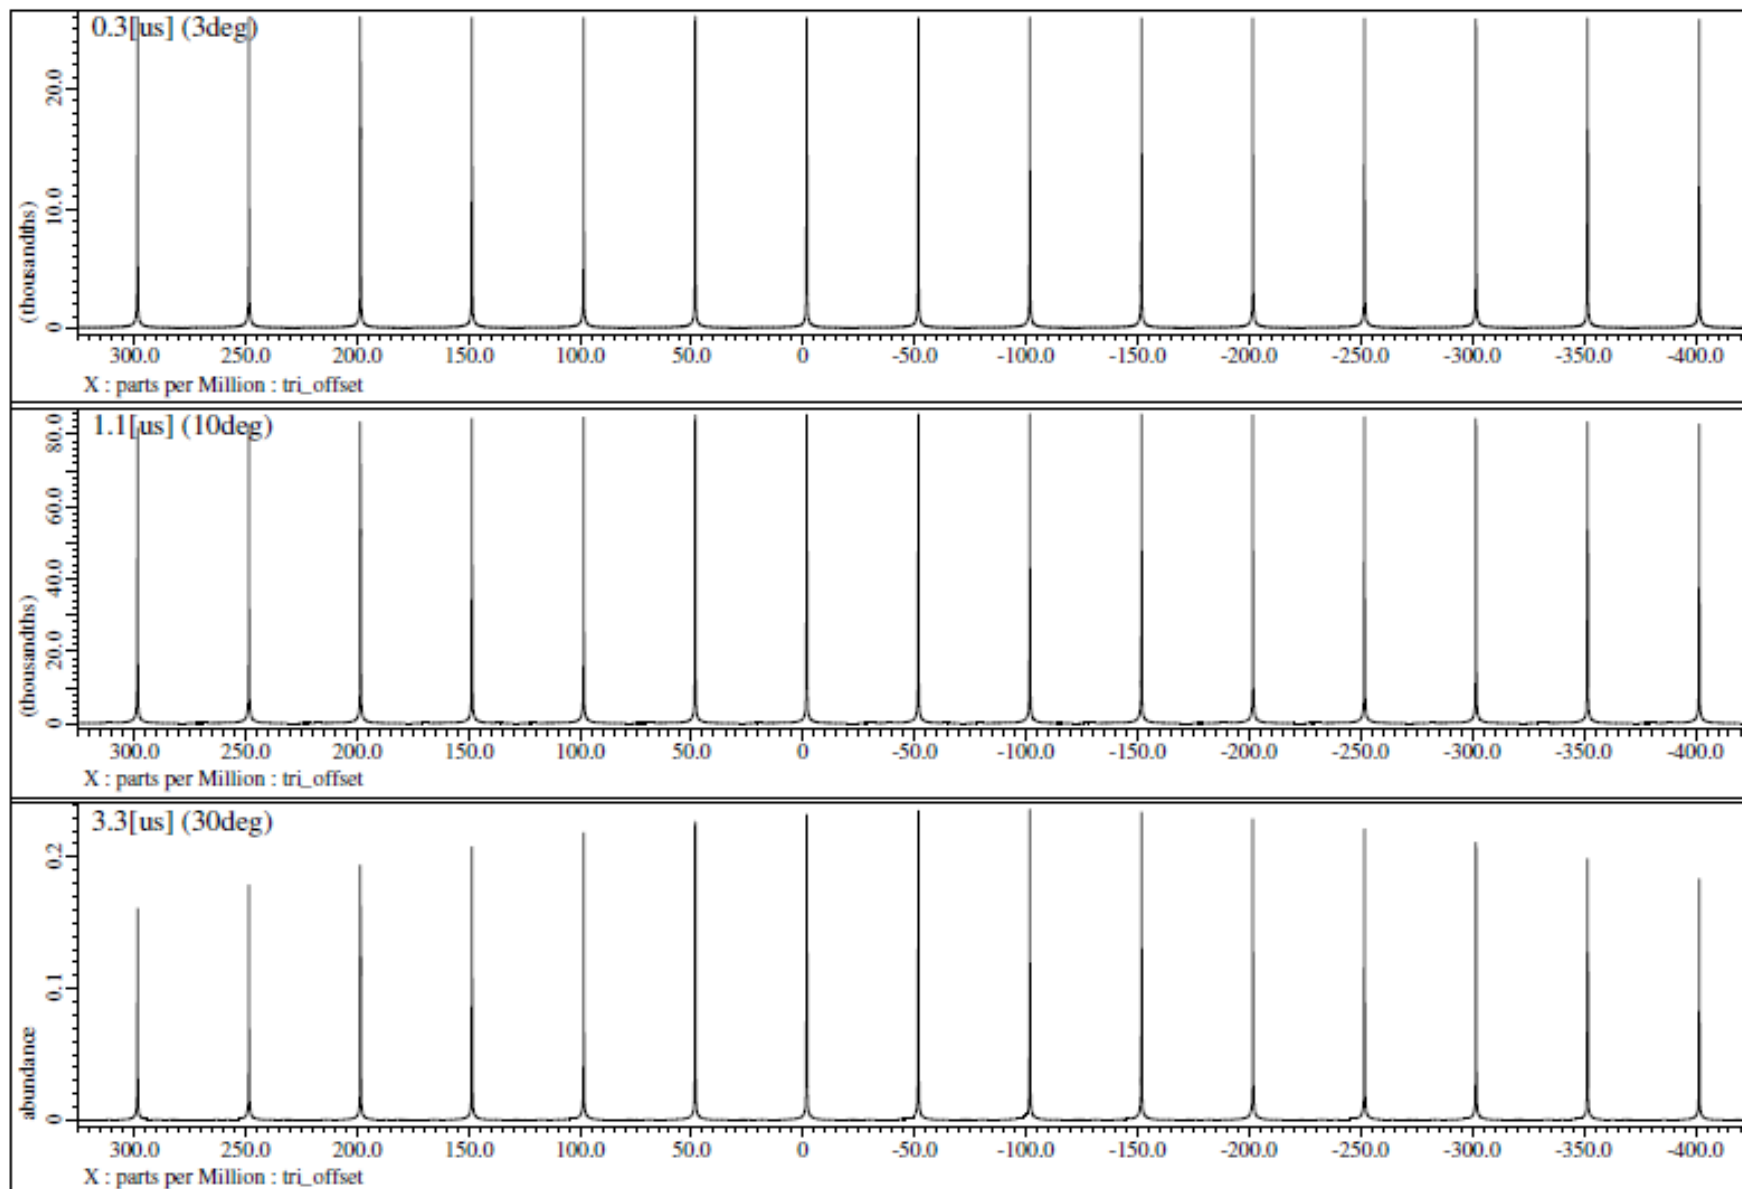 0.3[us] (3deg)
20.0
10.0
0
(thousandths)
300.0 250.0 200.0 150.0 100.0 50.0 0 -50.0 -100.0 -150.0 -200.0 -250.0 -300.0 -350.0 -400.0
X : parts per Million : tri_offset
1.1[us] (10deg)
80.0
60.0
40.0
20.0
0
(thousandths)
300.0 250.0 200.0 150.0 100.0 50.0 0 -50.0 -100.0 -150.0 -200.0 -250.0 -300.0 -350.0 -400.0
X : parts per Million : tri_offset
3.3[us] (30deg)
0.2
0.1
0
abundance
300.0 250.0 200.0 150.0 100.0 50.0 0 -50.0 -100.0 -150.0 -200.0 -250.0 -300.0 -350.0 -400.0
X : parts per Million : tri_offset